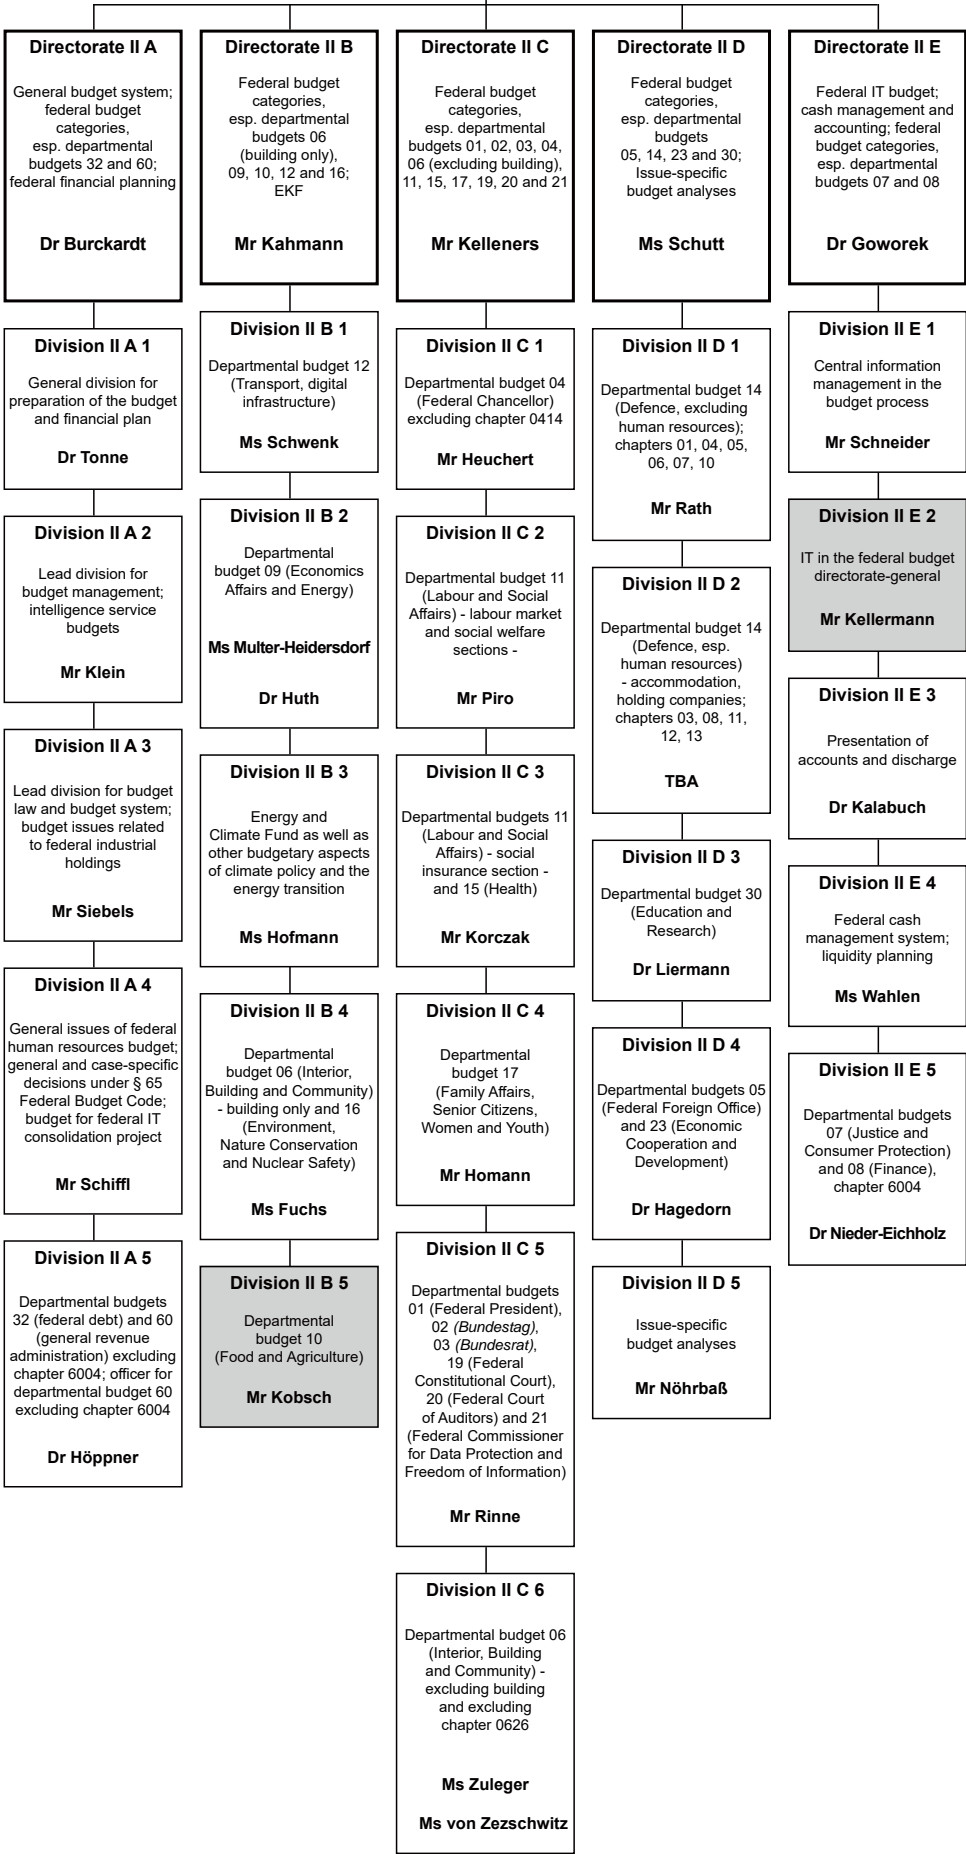 Directorate II A
General budget system;
federal budget
categories,
esp. departmental
budgets 32 and 60;
federal financial planning
Dr Burckardt
Division II A 1
General division for
preparation of the budget
and financial plan
Dr Tonne
Division II A 2
Lead division for
budget management;
intelligence service
budgets
Mr Klein
Division II A 3
Lead division for budget
law and budget system;
budget issues related
to federal industrial
holdings
Mr Siebels
Division II A 4
General issues of federal
human resources budget;
general and case-specific
decisions under § 65
Federal Budget Code;
budget for federal IT
consolidation project
Mr Schiffl
Division II A 5
Departmental budgets
32 (federal debt) and 60
(general revenue
administration) excluding
chapter 6004; officer for
departmental budget 60
excluding chapter 6004
Dr Höppner
Directorate II B
Federal budget
categories,
esp. departmental
budgets 06
(building only),
09, 10, 12 and 16;
EKF
Mr Kahmann
Division II B 1
Departmental budget 12
(Transport, digital
infrastructure)
Ms Schwenk
Division II B 2
Departmental
budget 09 (Economics
Affairs and Energy)
Ms Multer-Heidersdorf
Dr Huth
Division II B 3
Energy and
Climate Fund as well as
other budgetary aspects
of climate policy and the
energy transition
Ms Hofmann
Division II B 4
Departmental
budget 06 (Interior,
Building and Community)
- building only and 16
(Environment,
Nature Conservation
and Nuclear Safety)
Ms Fuchs
Division II B 5
Departmental
budget 10
(Food and Agriculture)
Mr Kobsch
Directorate II C
Federal budget
categories,
esp. departmental
budgets 01, 02, 03, 04,
06 (excluding building),
11, 15, 17, 19, 20 and 21
Mr Kelleners
Division II C 1
Departmental budget 04
(Federal Chancellor)
excluding chapter 0414
Mr Heuchert
Division II C 2
Departmental budget 11
(Labour and Social
Affairs) - labour market
and social welfare
sections -
Mr Piro
Division II C 3
Departmental budgets 11
(Labour and Social
Affairs) - social
insurance section -
and 15 (Health)
Mr Korczak
Division II C 4
Departmental
budget 17
(Family Affairs,
Senior Citizens,
Women and Youth)
Mr Homann
Division II C 5
Departmental budgets
01 (Federal President),
02 (Bundestag),
03 (Bundesrat),
19 (Federal
Constitutional Court),
20 (Federal Court
of Auditors) and 21
(Federal Commissioner
for Data Protection and
Freedom of Information)
Mr Rinne
Division II C 6
Departmental budget 06
(Interior, Building
and Community) -
excluding building
and excluding
chapter 0626
Ms Zuleger
Ms von Zezschwitz
Directorate II D
Federal budget
categories,
esp. departmental
budgets
05, 14, 23 and 30;
Issue-specific
budget analyses
Ms Schutt
Division II D 1
Departmental budget 14
(Defence, excluding
human resources);
chapters 01, 04, 05,
06, 07, 10
Mr Rath
Division II D 2
Departmental budget 14
(Defence, esp.
human resources)
- accommodation,
holding companies;
chapters 03, 08, 11,
12, 13
TBA
Division II D 3
Departmental budget 30
(Education and
Research)
Dr Liermann
Division II D 4
Departmental budgets 05
(Federal Foreign Office)
and 23 (Economic
Cooperation and
Development)
Dr Hagedorn
Division II D 5
Issue-specific
budget analyses
Mr Nöhrbaß
Directorate II E
Federal IT budget;
cash management and
accounting; federal
budget categories,
esp. departmental
budgets 07 and 08
Dr Goworek
Division II E 1
Central information
management in the
budget process
Mr Schneider
Division II E 2
IT in the federal budget
directorate-general
Mr Kellermann
Division II E 3
Presentation of
accounts and discharge
Dr Kalabuch
Division II E 4
Federal cash
management system;
liquidity planning
Ms Wahlen
Division II E 5
Departmental budgets
07 (Justice and
Consumer Protection)
and 08 (Finance),
chapter 6004
Dr Nieder-Eichholz